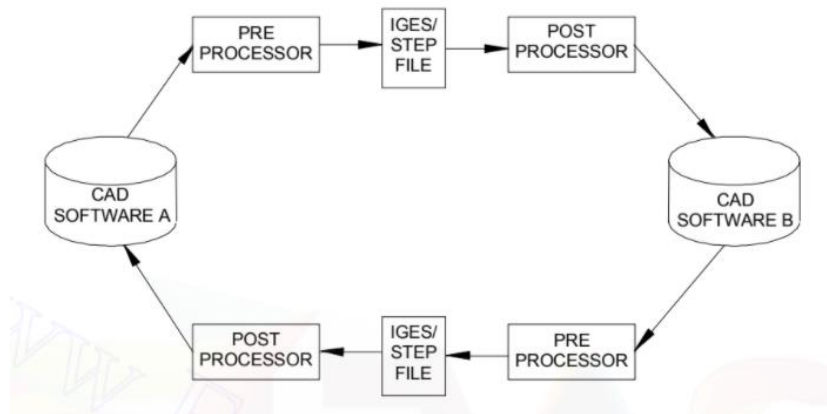 PRE
PROCESSOR
IGES/
STEP
FILE
POST
PROCESSOR
CAD
SOFTWARE A
CAD
SOFTWARE B
POST
PROCESSOR
IGES/
STEP
FILE
PRE
PROCESSOR